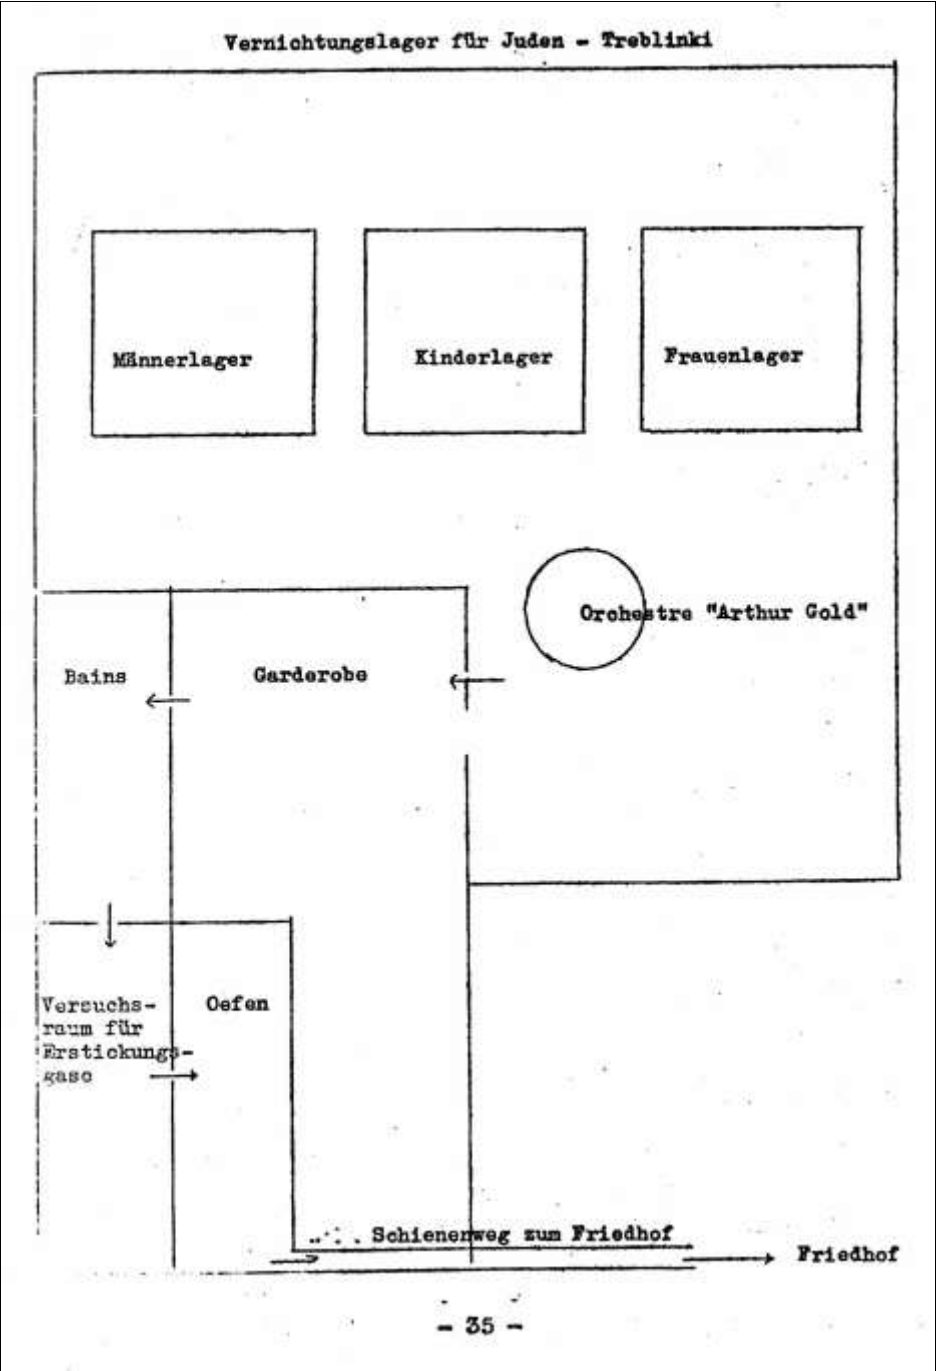 Vernichtungslager für Juden - Treblinki
Männerlager
Kinderlager
Frauenlager
Orchestre "Arthur Gold"
Bains
Garderobe
Versuchs-
raum für
Erstickungs-
gase
Oefen
Schienenweg zum Friedhof
Friedhof
- 35 -